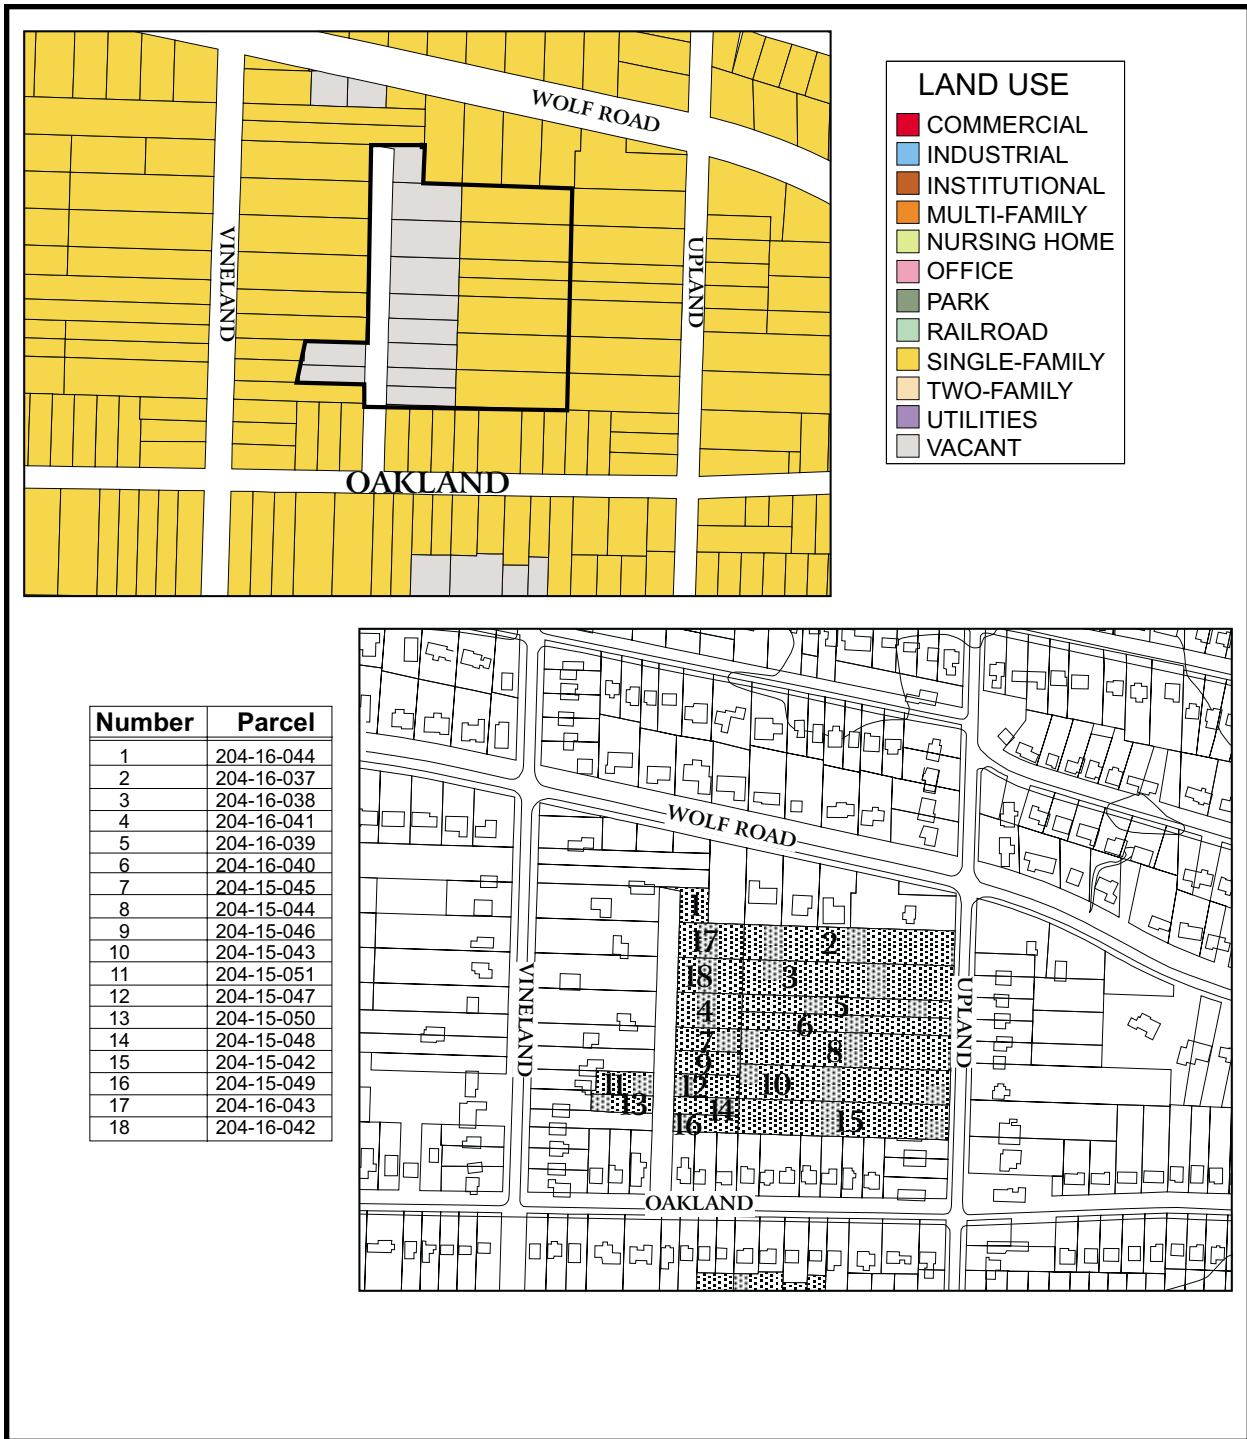 WOLF ROAD
VINELAND
UPLAND
OAKLAND
LAND USE
COMMERCIAL
INDUSTRIAL
INSTITUTIONAL
MULTI-FAMILY
NURSING HOME
OFFICE
PARK
RAILROAD
SINGLE-FAMILY
TWO-FAMILY
UTILITIES
VACANT
Number Parcel
1 204-16-044
2 204-16-037
3 204-16-038
4 204-16-041
5 204-16-039
6 204-16-040
7 204-15-045
8 204-15-044
9 204-15-046
10 204-15-043
11 204-15-051
12 204-15-047
13 204-15-050
14 204-15-048
15 204-15-042
16 204-15-049
17 204-16-043
18 204-16-042
WOLF ROAD
1
17 2
18 3
4 5
6
7 8
9
11 12 10
13 14
16 15
VINELAND
UPLAND
OAKLAND